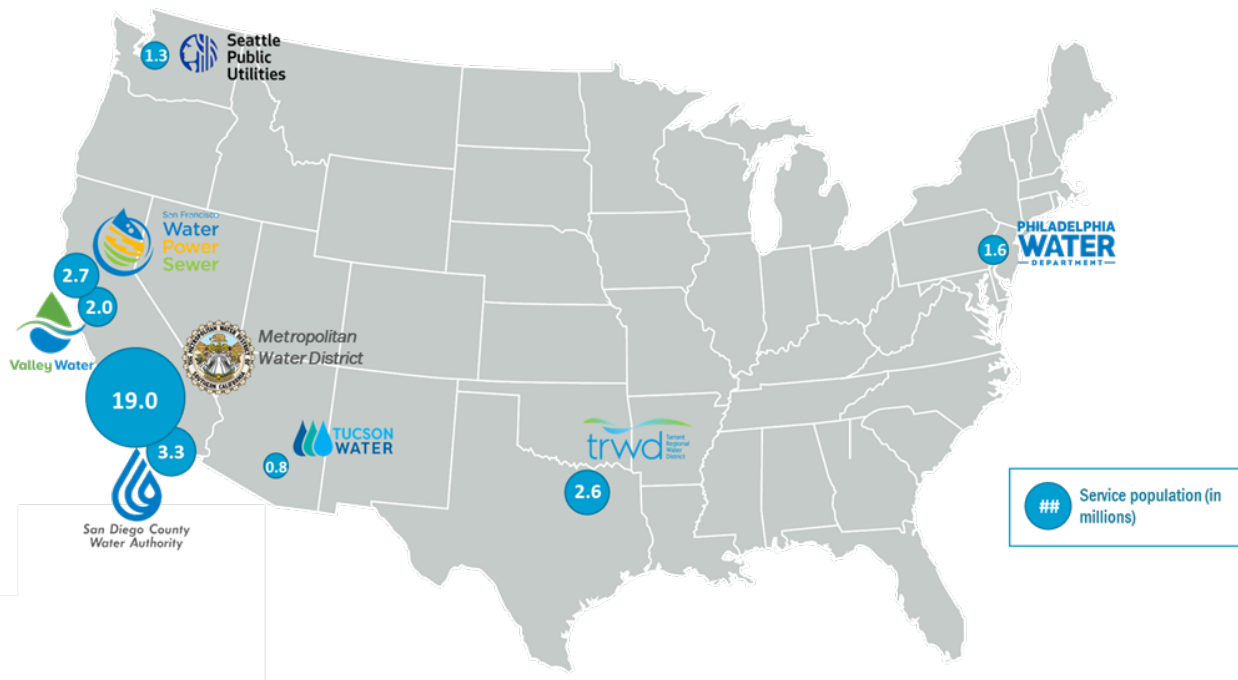 1.3
Seattle
Public
Utilities
San Francisco
Water
Power
Sewer
2.7
2.0
Valley Water
Metropolitan
Water District
19.0
3.3
San Diego County
Water Authority
TUCSON
WATER
0.8
trwd
Tarrant
Regional
Water
District
2.6
1.6
PHILADELPHIA
WATER
DEPARTMENT
##
Service population (in
millions)